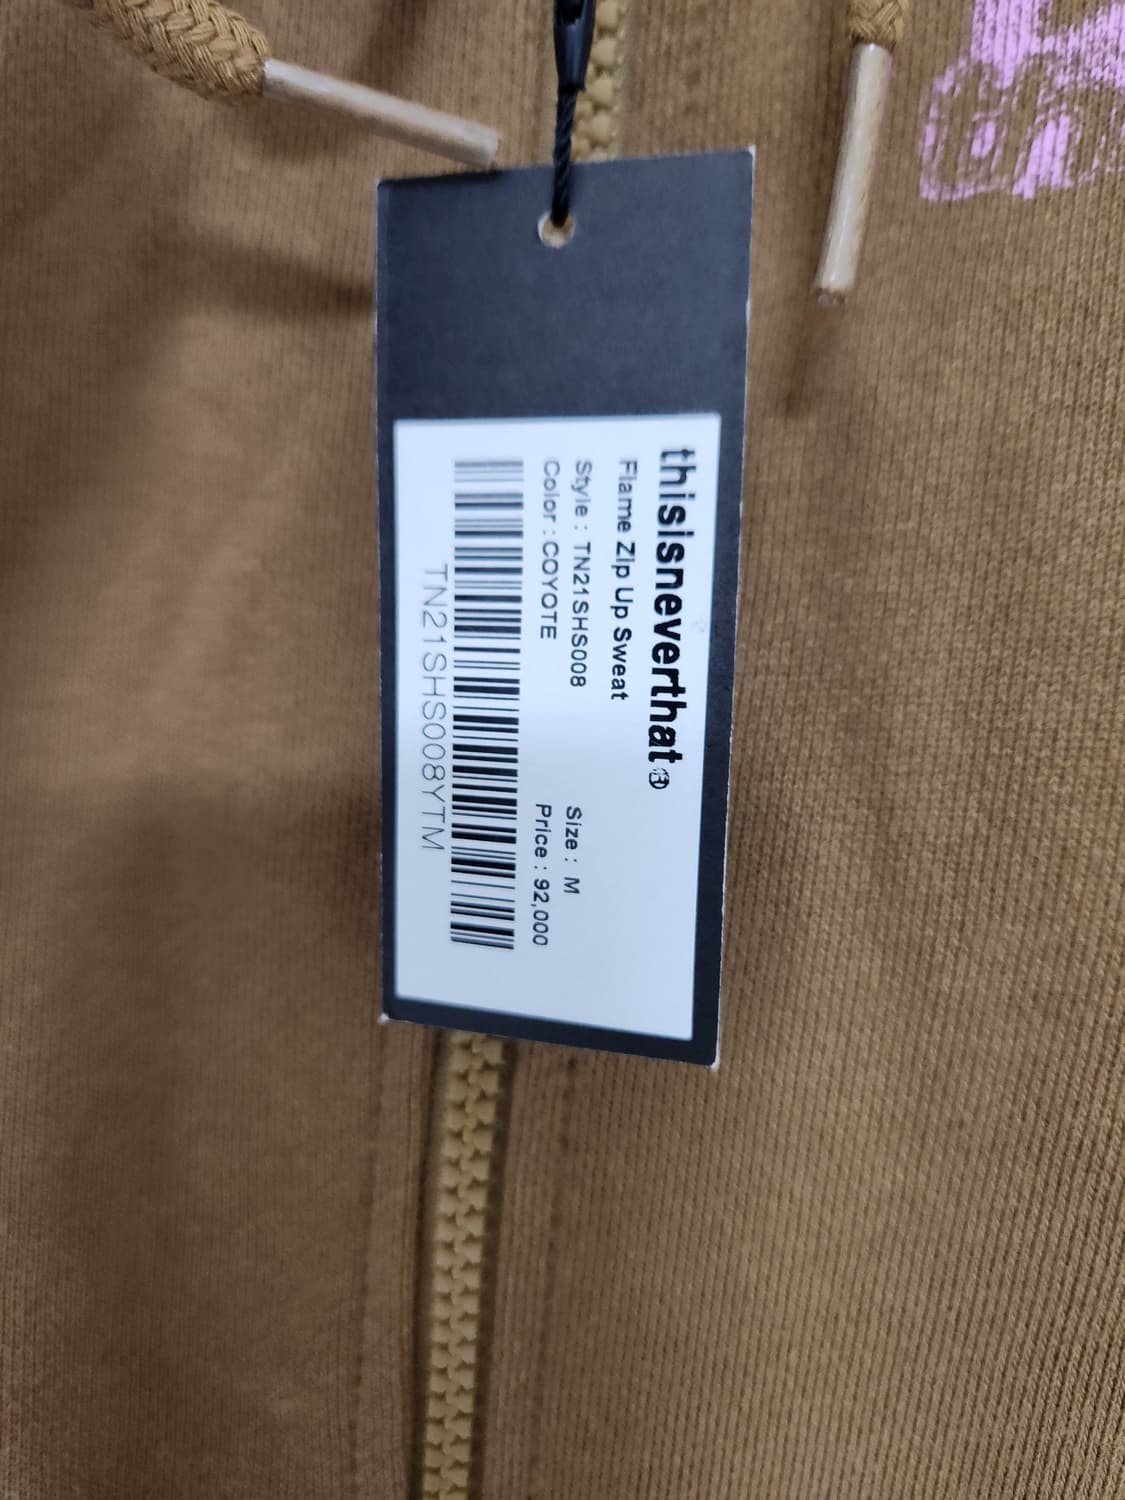 thisisneverthat®
Flame Zip Up Sweat
Style : TN21SHS008 Size : M
Color : COYOTE Price : 92,000
TN21SHS008YTM